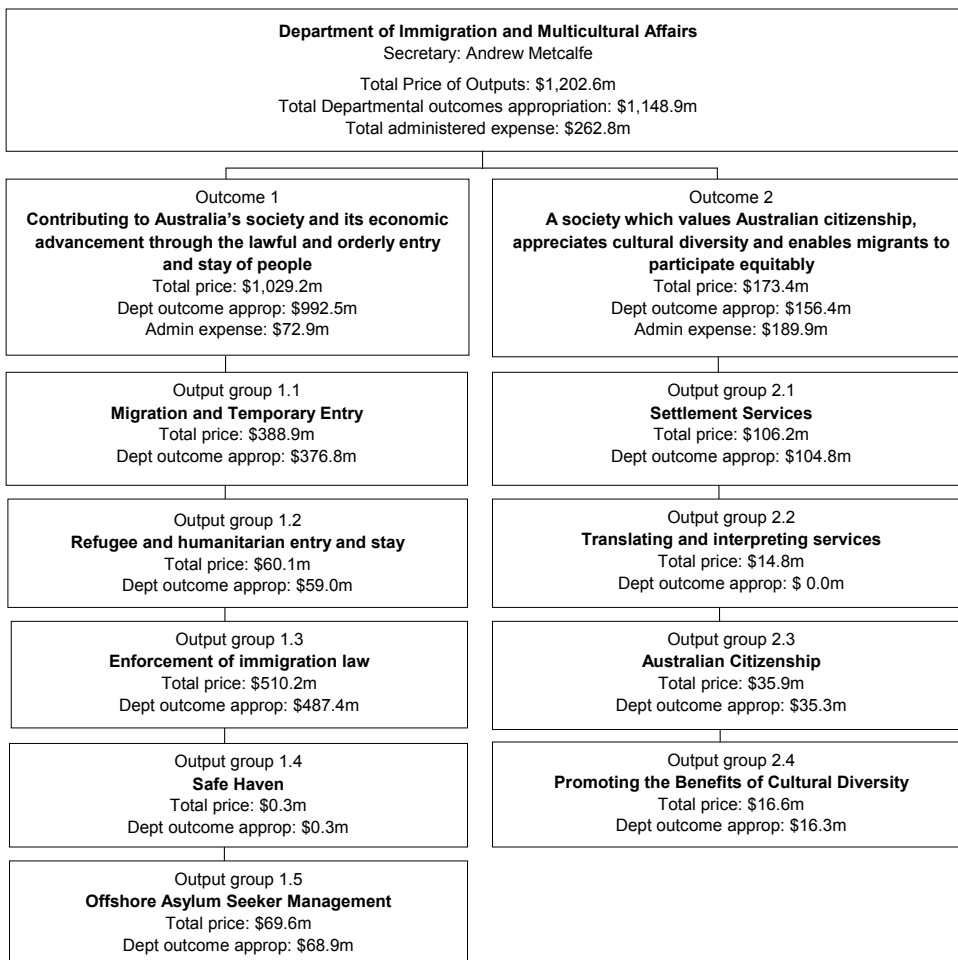 Department of Immigration and Multicultural Affairs
Secretary: Andrew Metcalfe
Total Price of Outputs: $1,202.6m
Total Departmental outcomes appropriation: $1,148.9m
Total administered expense: $262.8m
Outcome 1
Contributing to Australia's society and its economic
advancement through the lawful and orderly entry
and stay of people
Total price: $1,029.2m
Dept outcome approp: $992.5m
Admin expense: $72.9m
Output group 1.1
Migration and Temporary Entry
Total price: $388.9m
Dept outcome approp: $376.8m
Output group 1.2
Refugee and humanitarian entry and stay
Total price: $60.1m
Dept outcome approp: $59.0m
Output group 1.3
Enforcement of immigration law
Total price: $510.2m
Dept outcome approp: $487.4m
Output group 1.4
Safe Haven
Total price: $0.3m
Dept outcome approp: $0.3m
Output group 1.5
Offshore Asylum Seeker Management
Total price: $69.6m
Dept outcome approp: $68.9m
Outcome 2
A society which values Australian citizenship,
appreciates cultural diversity and enables migrants to
participate equitably
Total price: $173.4m
Dept outcome approp: $156.4m
Admin expense: $189.9m
Output group 2.1
Settlement Services
Total price: $106.2m
Dept outcome approp: $104.8m
Output group 2.2
Translating and interpreting services
Total price: $14.8m
Dept outcome approp: $ 0.0m
Output group 2.3
Australian Citizenship
Total price: $35.9m
Dept outcome approp: $35.3m
Output group 2.4
Promoting the Benefits of Cultural Diversity
Total price: $16.6m
Dept outcome approp: $16.3m